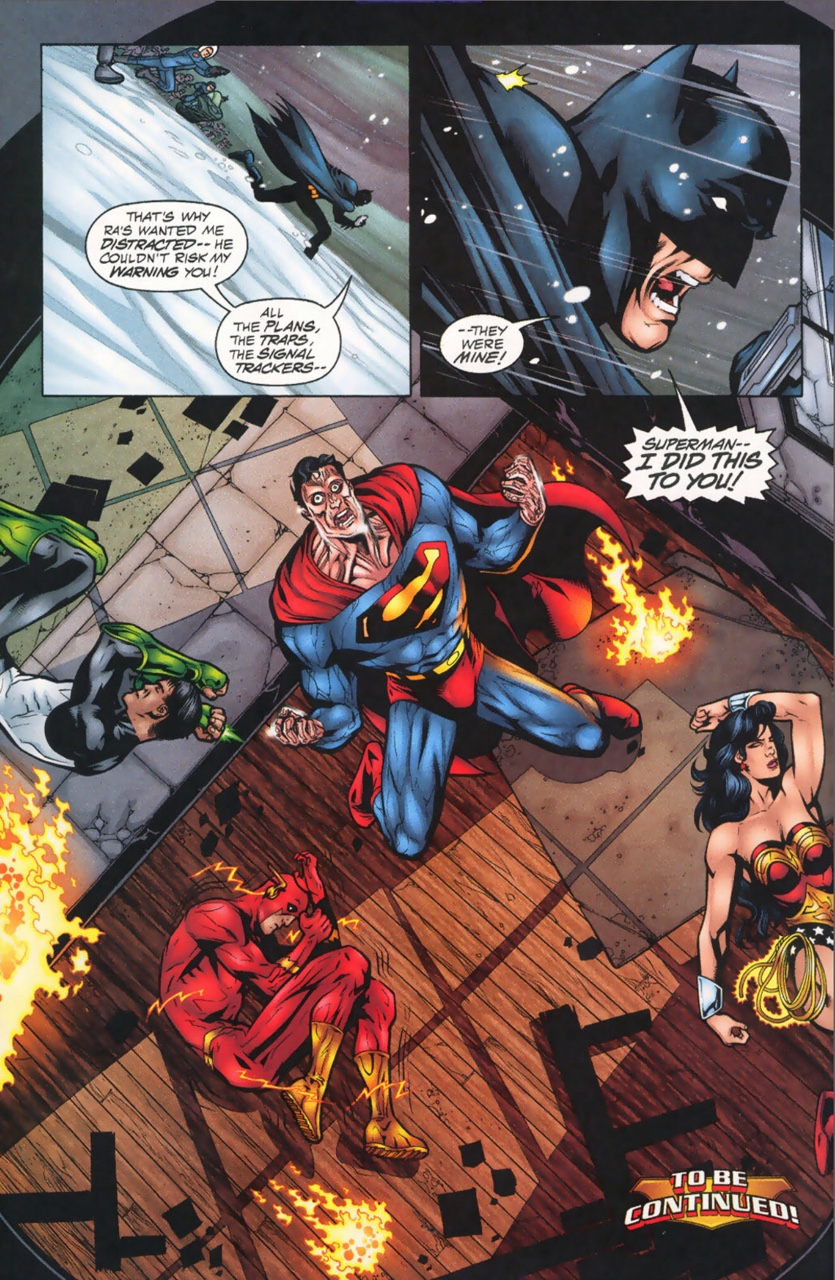 THAT'S WHY
RA'S WANTED ME
DISTRACTED-- HE
COULDN'T RISK MY
WARNING YOU!
ALL
THE PLANS,
THE TRAPS,
THE SIGNAL
TRACKERS--
--THEY
WERE
MINE!
SUPERMAN--
I DID THIS
TO YOU!
TO BE
CONTINUED!